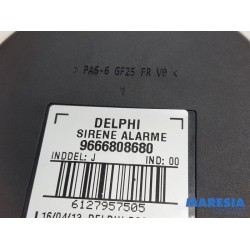 > PA6-6 GF25 FR V0 <
DELPHI
SIRENE ALARME
9666808680
INDDEL: J IND: 00
6127957505
16/04/13
MARESIA